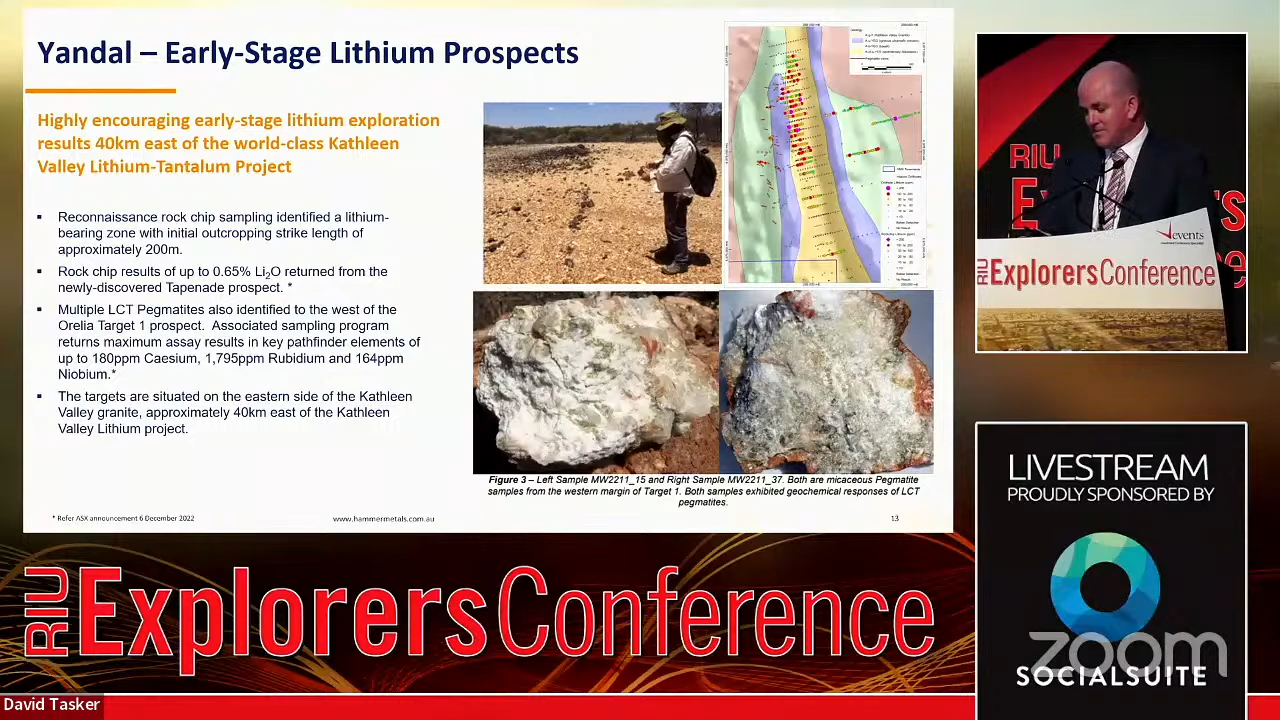 Yandal – Early-Stage Lithium Prospects
Highly encouraging early-stage lithium exploration
results 40km east of the world-class Kathleen
Valley Lithium-Tantalum Project
▪ Reconnaissance rock chip sampling identified a lithium-
bearing zone with initial outcropping strike length of
approximately 200m.
▪ Rock chip results of up to 0.65% Li₂O returned from the
newly-discovered prospect. *
▪ Multiple LCT Pegmatites also identified to the west of the
Orelia Target 1 prospect. Associated sampling program
returns maximum assay results in key pathfinder elements of
up to 180ppm Caesium, 1,795ppm Rubidium and 164ppm
Niobium.*
▪ The targets are situated on the eastern side of the Kathleen
Valley granite, approximately 40km east of the Kathleen
Valley Lithium project.
Figure 3 – Left Sample MW2211_15 and Right Sample MW2211_37. Both are micaceous Pegmatite
samples from the western margin of Target 1. Both samples exhibited geochemical responses of LCT
pegmatites.
* Refer ASX announcement 6 December 2022
www.hammermetals.com.au
13
RIU
events
RIU ExplorersConference
LIVESTREAM
PROUDLY SPONSORED BY
zoom
SOCIALSUITE
RIU ExplorersConference
David Tasker